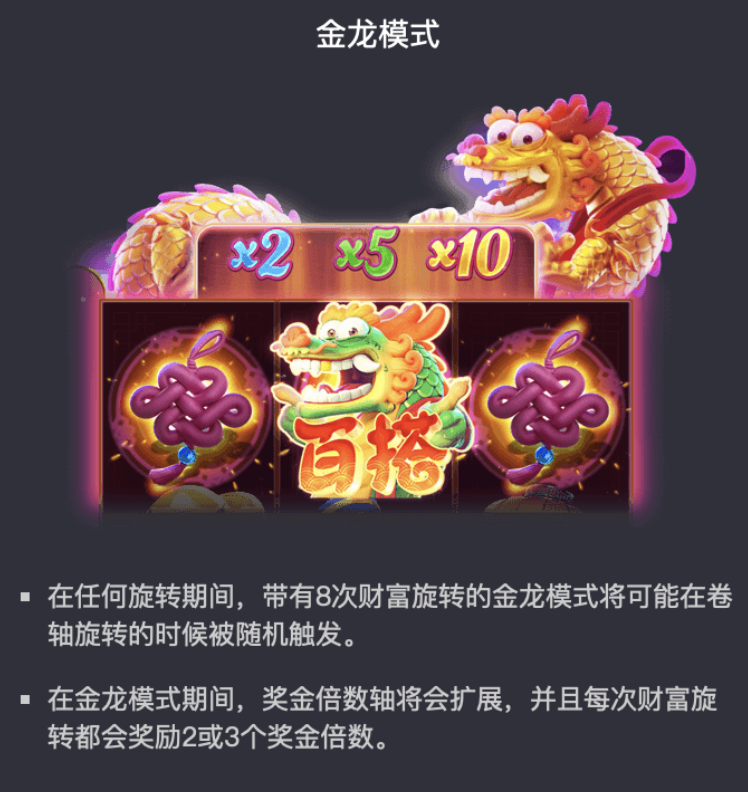 金龙模式
x2 x5 x10
百搭
▪ 在任何旋转期间，带有8次财富旋转的金龙模式将可能在卷
轴旋转的时候被随机触发。
▪ 在金龙模式期间，奖金倍数轴将会扩展，并且每次财富旋
转都会奖励2或3个奖金倍数。